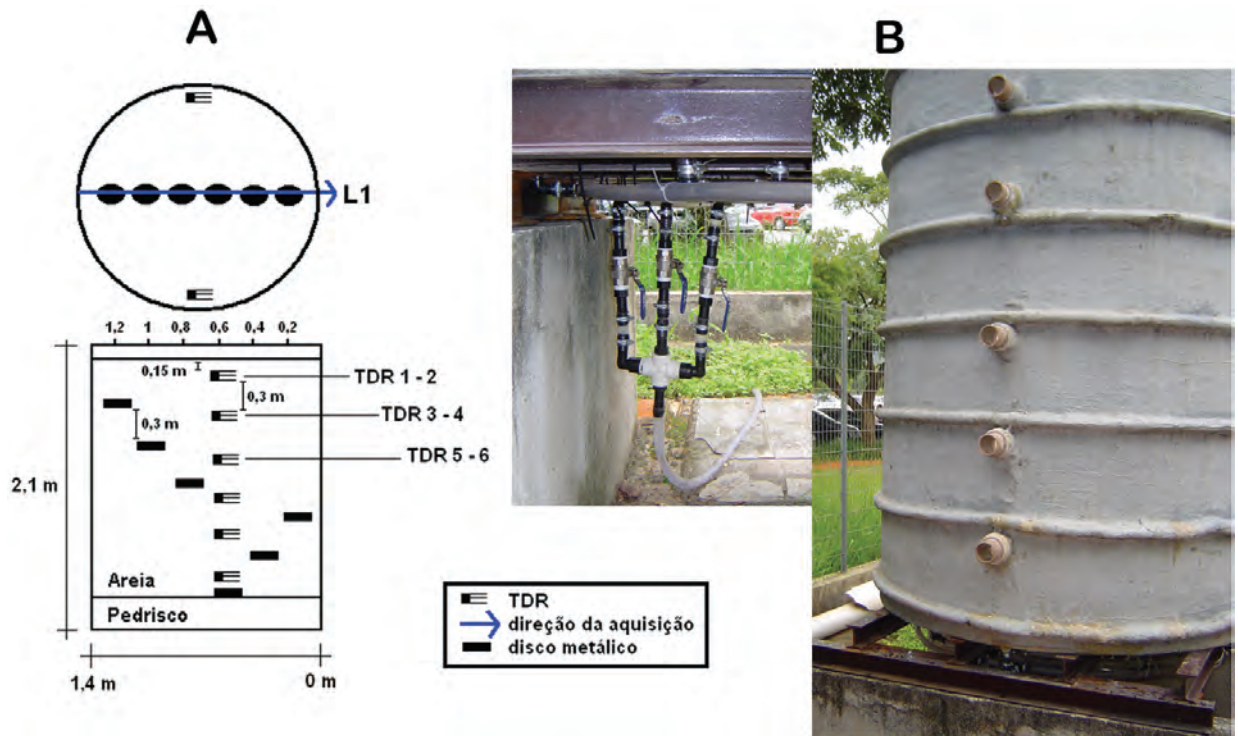 A
B
L1
1,2 1 0,8 0,6 0,4 0,2
0,15 m
TDR 1 - 2
0,3 m
TDR 3 - 4
0,3 m
TDR 5 - 6
2,1 m
Areia
Pedrisco
1,4 m
0 m
TDR
direção da aquisição
disco metálico